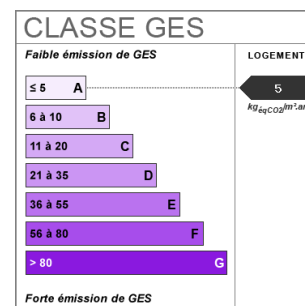 CLASSE GES
Faible émission de GES
LOGEMENT
≤ 5 A
5
kgéqCO2/m².an
6 à 10 B
11 à 20 C
21 à 35 D
36 à 55 E
56 à 80 F
> 80 G
Forte émission de GES